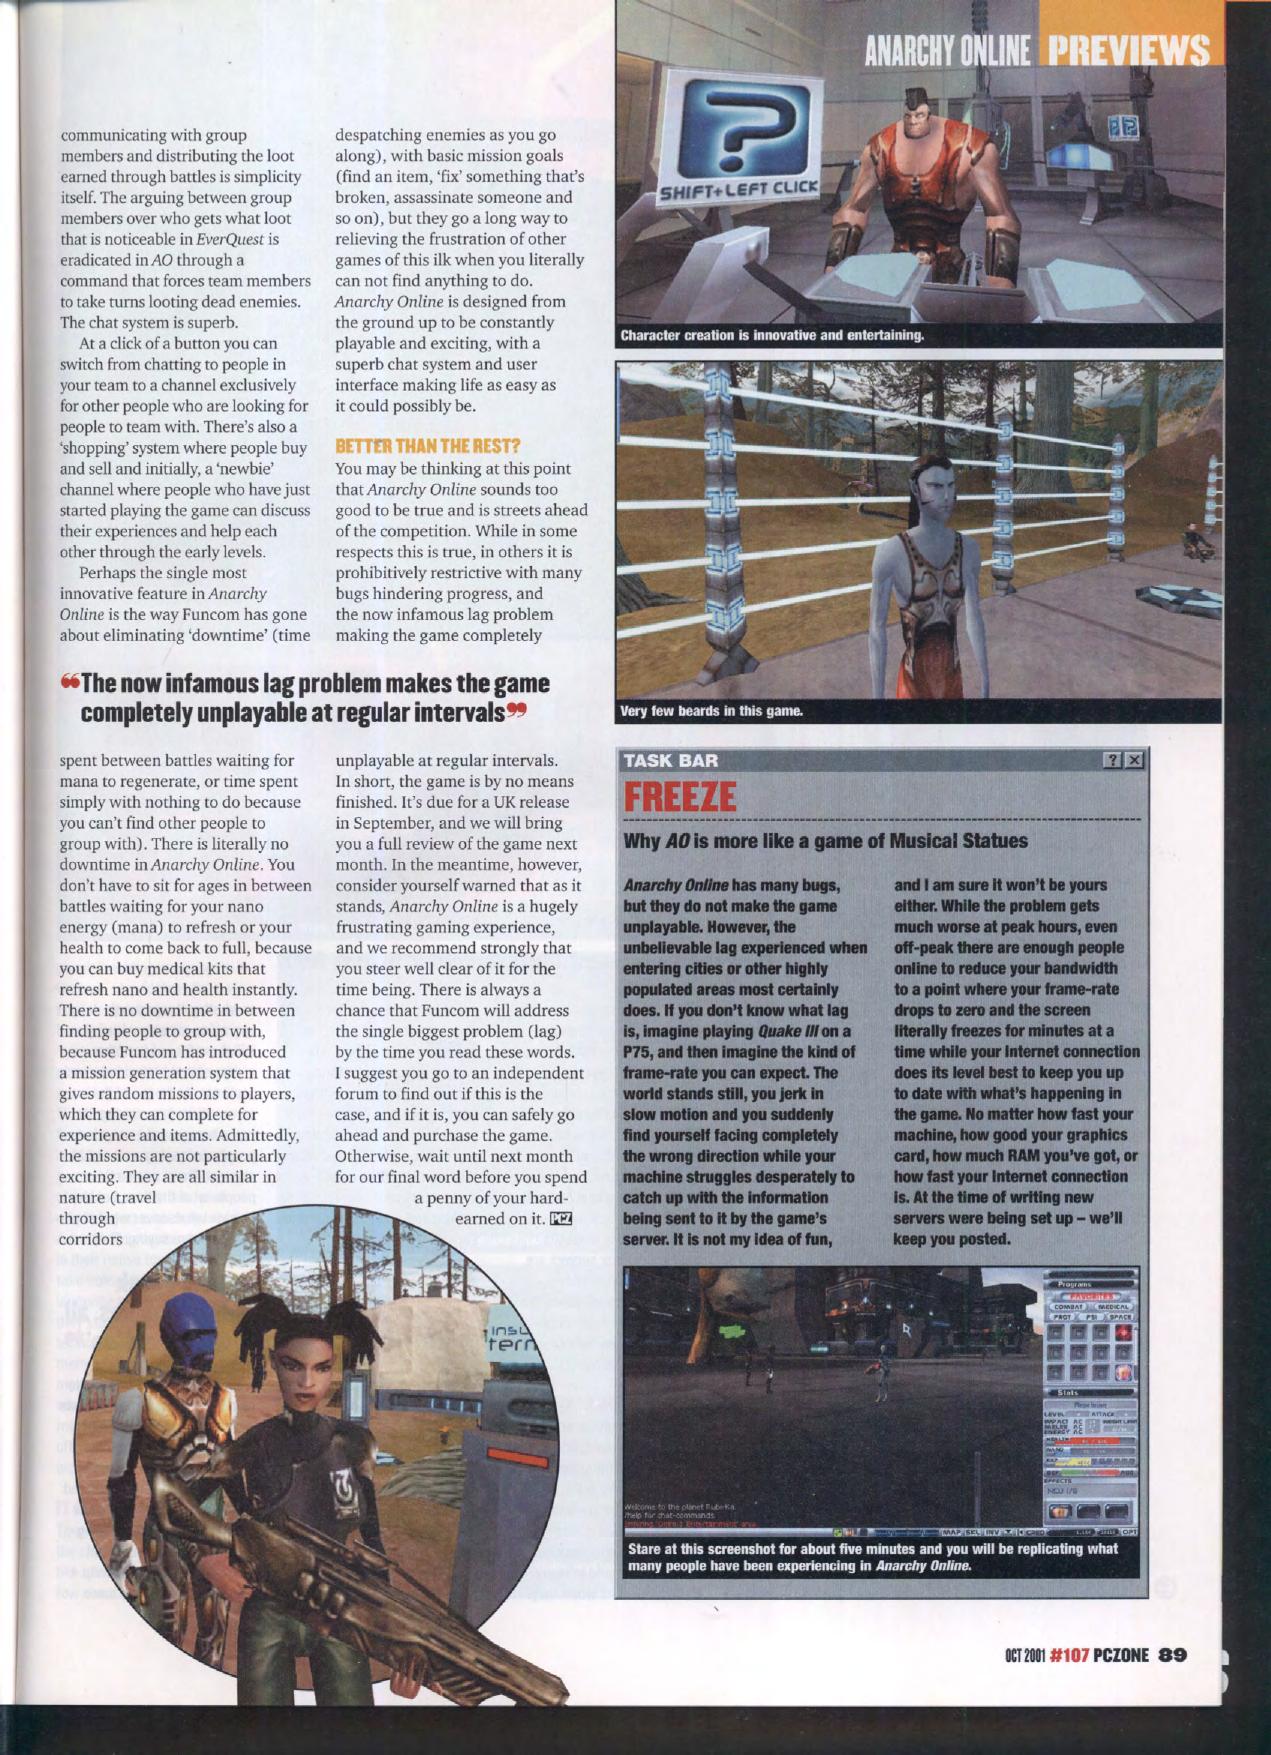 ANARCHY ONLINE PREVIEWS
communicating with group
members and distributing the loot
earned through battles is simplicity
itself. The arguing between group
members over who gets what loot
that is noticeable in EverQuest is
eradicated in AO through a
command that forces team members
to take turns looting dead enemies.
The chat system is superb.
At a click of a button you can
switch from chatting to people in
your team to a channel exclusively
for other people who are looking for
people to team with. There's also a
'shopping' system where people buy
and sell and initially, a 'newbie'
channel where people who have just
started playing the game can discuss
their experiences and help each
other through the early levels.
Perhaps the single most
innovative feature in Anarchy
Online is the way Funcom has gone
about eliminating 'downtime' (time
spent between battles waiting for
mana to regenerate, or time spent
simply with nothing to do because
you can't find other people to
group with). There is literally no
downtime in Anarchy Online. You
don't have to sit for ages in between
battles waiting for your nano
energy (mana) to refresh or your
health to come back to full, because
you can buy medical kits that
refresh nano and health instantly.
There is no downtime in between
finding people to group with,
because Funcom has introduced
a mission generation system that
gives random missions to players,
which they can complete for
experience and items. Admittedly,
the missions are not particularly
exciting. They are all similar in
nature (travel
through
corridors
despatching enemies as you go
along), with basic mission goals
(find an item, 'fix' something that's
broken, assassinate someone and
so on), but they go a long way to
relieving the frustration of other
games of this ilk when you literally
can not find anything to do.
Anarchy Online is designed from
the ground up to be constantly
playable and exciting, with a
superb chat system and user
interface making life as easy as
it could possibly be.
BETTER THAN THE REST?
You may be thinking at this point
that Anarchy Online sounds too
good to be true and is streets ahead
of the competition. While in some
respects this is true, in others it is
prohibitively restrictive with many
bugs hindering progress, and
the now infamous lag problem
making the game completely
unplayable at regular intervals.
In short, the game is by no means
finished. It's due for a UK release
in September, and we will bring
you a full review of the game next
month. In the meantime, however,
consider yourself warned that as it
stands, Anarchy Online is a hugely
frustrating gaming experience,
and we recommend strongly that
you steer well clear of it for the
time being. There is always a
chance that Funcom will address
the single biggest problem (lag)
by the time you read these words.
I suggest you go to an independent
forum to find out if this is the
case, and if it is, you can safely go
ahead and purchase the game.
Otherwise, wait until next month
for our final word before you spend
a penny of your hard-
earned on it. PCZ
“The now infamous lag problem makes the game
completely unplayable at regular intervals”
?
SHIFT+LEFT CLICK
??
Character creation is innovative and entertaining.
Very few beards in this game.
TASK BAR ? X
FREEZE
Why AO is more like a game of Musical Statues
Anarchy Online has many bugs,
but they do not make the game
unplayable. However, the
unbelievable lag experienced when
entering cities or other highly
populated areas most certainly
does. If you don't know what lag
is, imagine playing Quake III on a
P75, and then imagine the kind of
frame-rate you can expect. The
world stands still, you jerk in
slow motion and you suddenly
find yourself facing completely
the wrong direction while your
machine struggles desperately to
catch up with the information
being sent to it by the game's
server. It is not my idea of fun,
and I am sure it won't be yours
either. While the problem gets
much worse at peak hours, even
off-peak there are enough people
online to reduce your bandwidth
to a point where your frame-rate
drops to zero and the screen
literally freezes for minutes at a
time while your Internet connection
does its level best to keep you up
to date with what's happening in
the game. No matter how fast your
machine, how good your graphics
card, how much RAM you've got, or
how fast your Internet connection
is. At the time of writing new
servers were being set up – we'll
keep you posted.
Programs
FAVORITES
COMBAT MEDICAL
PROT PSI SPACE
Stats
LEVEL ATTACK
IMPACT AC
ENERGY AC
HEALTH
NANO
EFFECTS
NCU 1/8
Welcome to the planet Rubi-Ka.
/help for chat-commands
MAP SKL INV
OPT
Stare at this screenshot for about five minutes and you will be replicating what
many people have been experiencing in Anarchy Online.
insu
tern
OCT 2001 #107 PCZONE 89